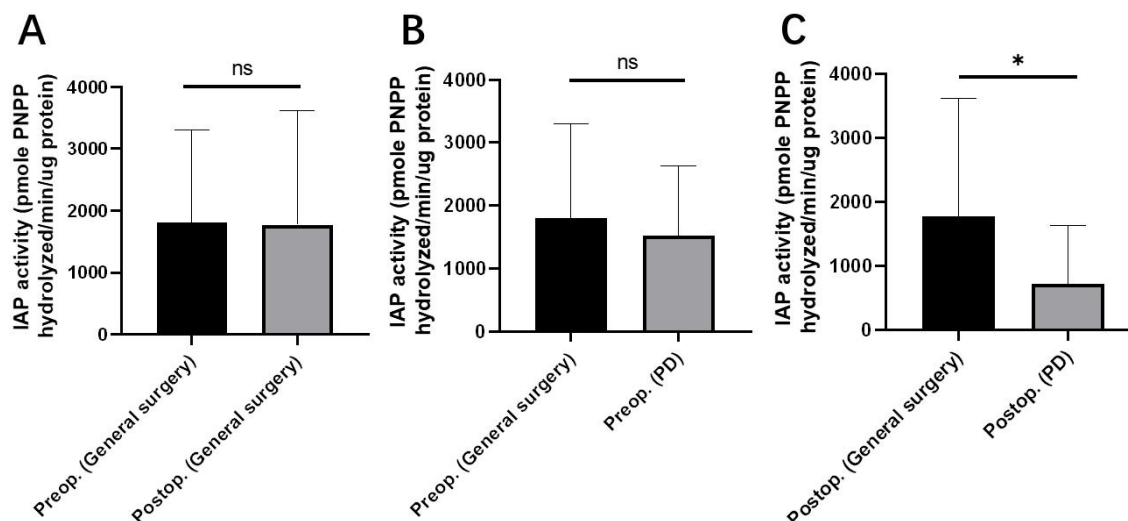 A
IAP activity (pmole PNPP
hydrolyzed/min/ug protein)
ns
4000
3000
2000
1000
0
Preop. (General surgery)
Postop. (General surgery)
B
IAP activity (pmole PNPP
hydrolyzed/min/ug protein)
ns
4000
3000
2000
1000
0
Preop. (General surgery)
Preop. (PD)
C
IAP activity (pmole PNPP
hydrolyzed/min/ug protein)
*
4000
3000
2000
1000
0
Postop. (General surgery)
Postop. (PD)